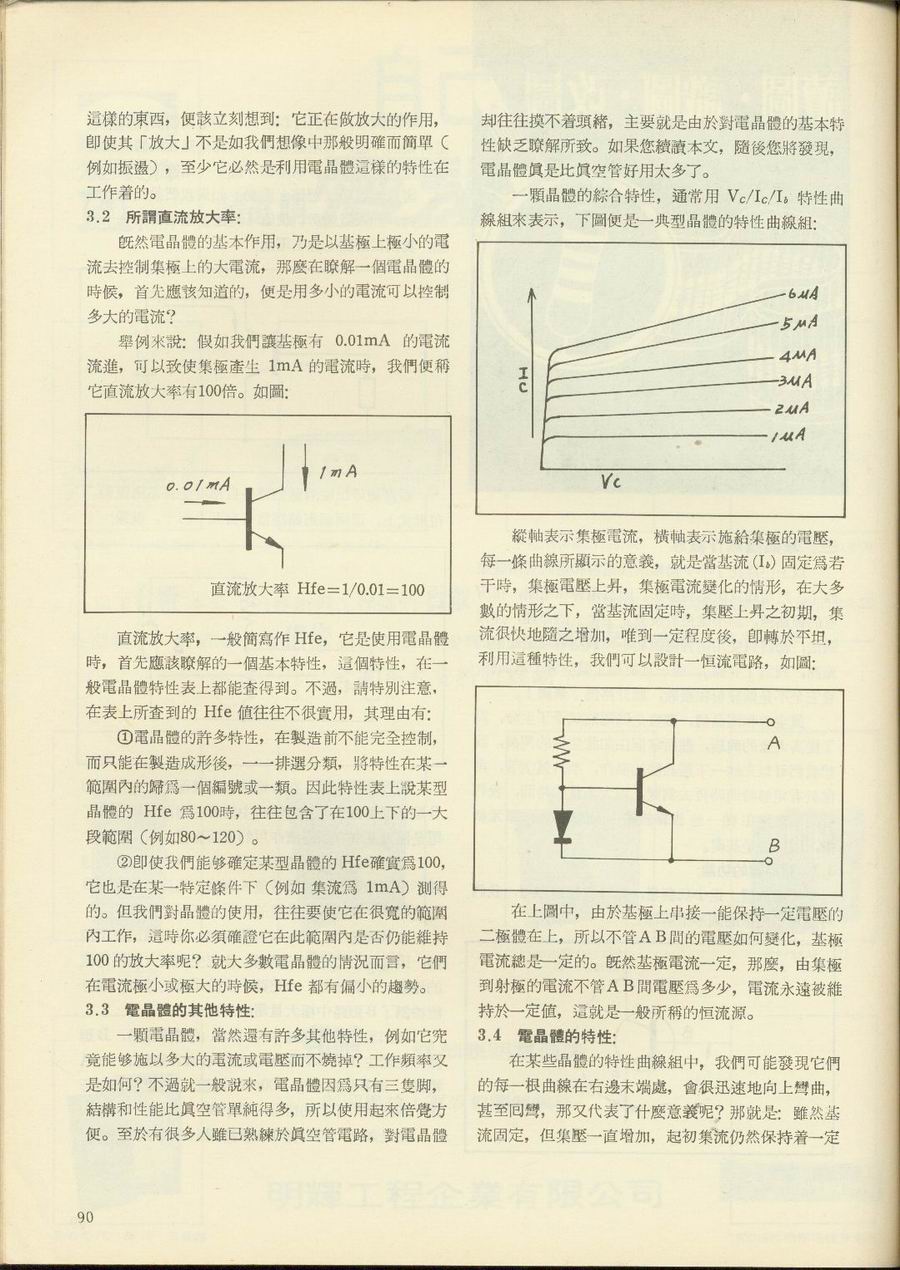 這樣的東西，便該立刻想到：它正在做放大的作用，
卽使其「放大」不是如我們想像中那般明確而簡單（
例如振盪），至少它必然是利用電晶體這樣的特性在
工作着的。
3.2 所謂直流放大率：
旣然電晶體的基本作用，乃是以基極上極小的電
流去控制集極上的大電流，那麼在瞭解一個電晶體的
時候，首先應該知道的，便是用多小的電流可以控制
多大的電流？
舉例來說：假如我們讓基極有 0.01mA 的電流
流進，可以致使集極產生 1mA 的電流時，我們便稱
它直流放大率有100倍。如圖：
0.01mA
1mA
直流放大率 Hfe=1/0.01=100
直流放大率，一般簡寫作 Hfe，它是使用電晶體
時，首先應該瞭解的一個基本特性，這個特性，在一
般電晶體特性表上都能查得到。不過，請特別注意，
在表上所查到的 Hfe 値往往不很實用，其理由有：
①電晶體的許多特性，在製造前不能完全控制，
而只能在製造成形後，一一排選分類，將特性在某一
範圍內的歸爲一個編號或一類。因此特性表上說某型
晶體的 Hfe 爲100時，往往包含了在100上下的一大
段範圍（例如80～120）。
②卽使我們能够確定某型晶體的 Hfe確實爲100，
它也是在某一特定條件下（例如 集流爲 1mA）測得
的。但我們對晶體的使用，往往要使它在很寬的範圍
內工作，這時你必須確證它在此範圍內是否仍能維持
100 的放大率呢？就大多數電晶體的情況而言，它們
在電流極小或極大的時候，Hfe 都有偏小的趨勢。
3.3 電晶體的其他特性：
一顆電晶體，當然還有許多其他特性，例如它究
竟能够施以多大的電流或電壓而不燒掉？工作頻率又
是如何？不過就一般說來，電晶體因爲只有三隻脚，
結構和性能比眞空管單純得多，所以使用起來倍覺方
便。至於有很多人雖已熟練於眞空管電路，對電晶體
却往往摸不着頭緒，主要就是由於對電晶體的基本特
性缺乏瞭解所致。如果您續讀本文，隨後您將發現，
電晶體眞是比眞空管好用太多了。
一顆晶體的綜合特性，通常用 Vc/Ic/Ib 特性曲
線組來表示，下圖便是一典型晶體的特性曲線組：
6μA
5μA
4μA
3μA
2μA
1μA
IC
Vc
縱軸表示集極電流，橫軸表示施給集極的電壓，
每一條曲線所顯示的意義，就是當基流(Ib)固定爲若
干時，集極電壓上昇，集極電流變化的情形，在大多
數的情形之下，當基流固定時，集壓上昇之初期，集
流很快地隨之增加，唯到一定程度後，卽轉於平坦，
利用這種特性，我們可以設計一恒流電路，如圖：
A
B
在上圖中，由於基極上串接一能保持一定電壓的
二極體在上，所以不管ＡＢ間的電壓如何變化，基極
電流總是一定的。旣然基極電流一定，那麼，由集極
到射極的電流不管ＡＢ間電壓爲多少，電流永遠被維
持於一定値，這就是一般所稱的恒流源。
3.4 電晶體的特性：
在某些晶體的特性曲線組中，我們可能發現它們
的每一根曲線在右邊末端處，會很迅速地向上彎曲，
甚至回彎，那又代表了什麼意義呢？那就是：雖然基
流固定，但集壓一直增加，起初集流仍然保持着一定
90
明輝工程企業有限公司